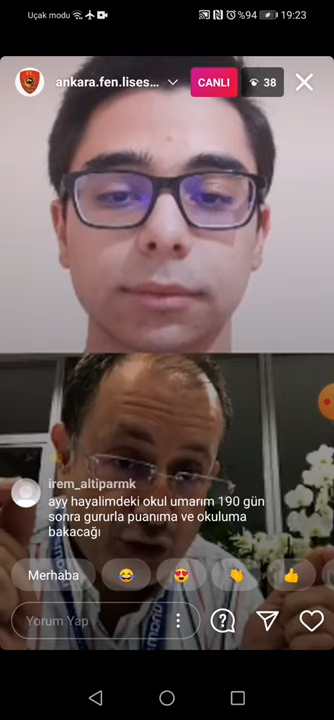 Uçak modu
%94
19:23
ankara.fen.lises...
CANLI
38
irem_altiparmk
ayy hayalimdeki okul umarım 190 gün
sonra gururla puanıma ve okuluma
bakacağı
Merhaba
Yorum Yap